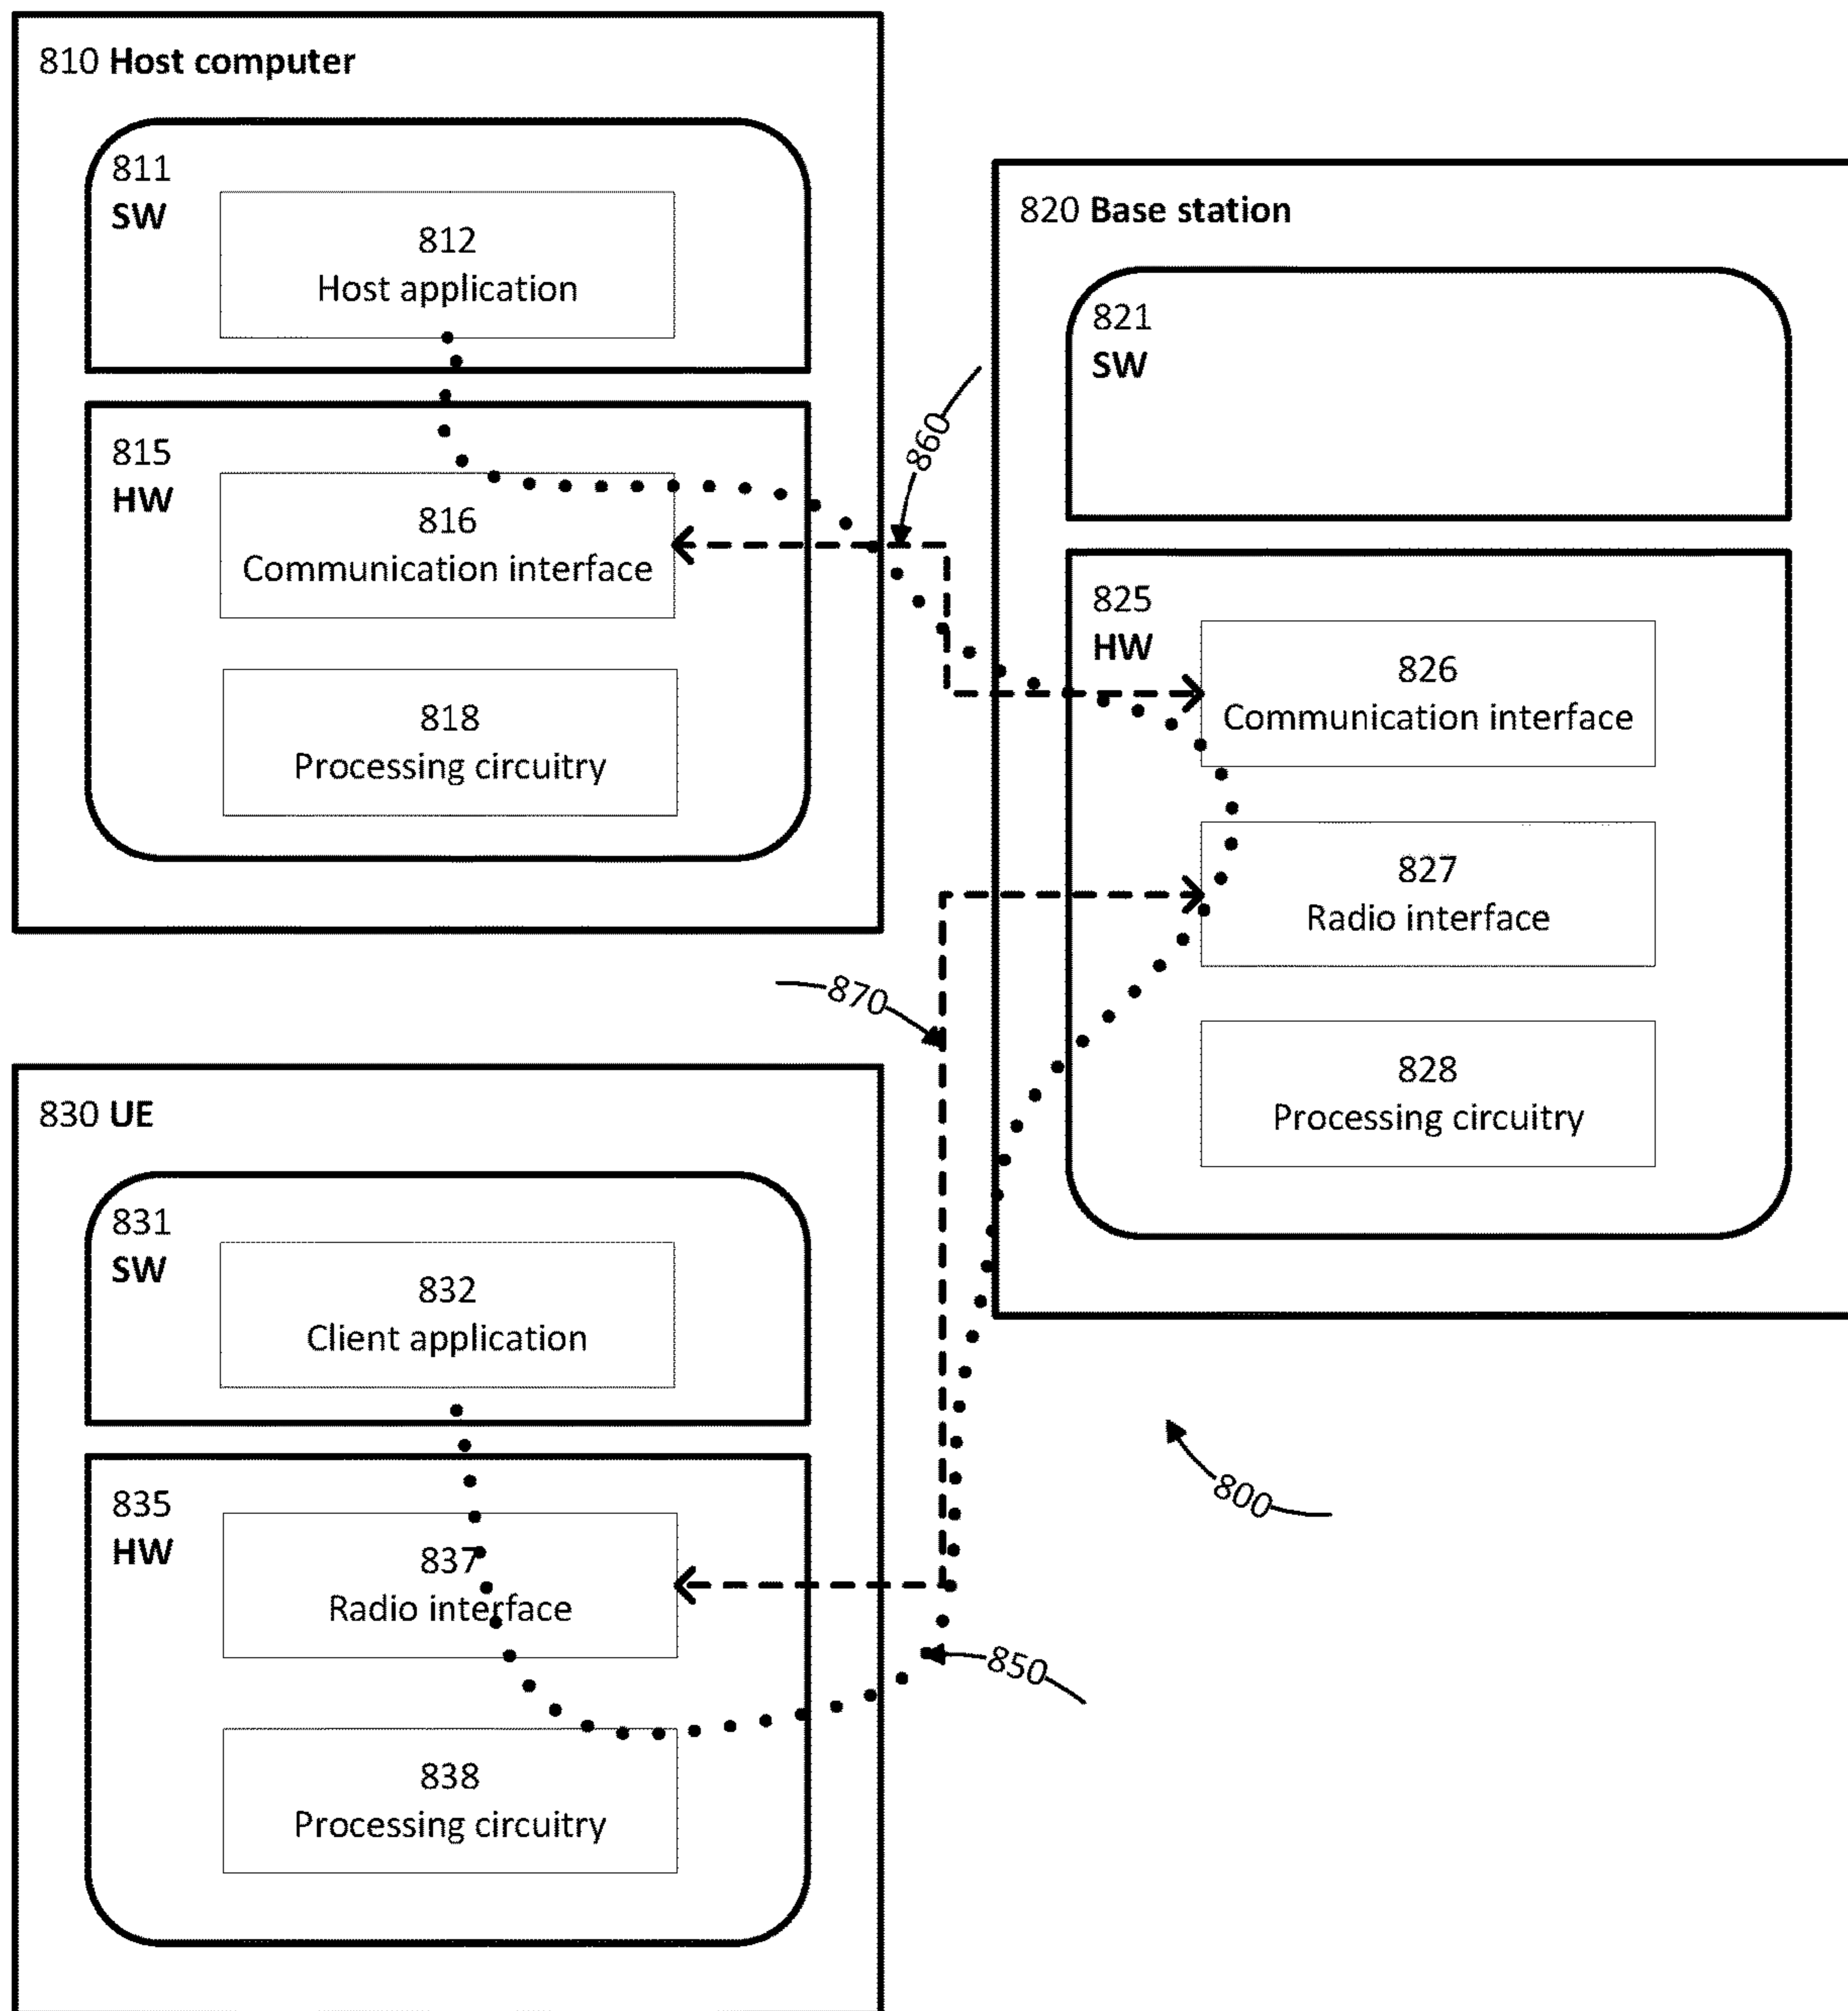 810 Host computer
811
SW
812
Host application
815
HW
816
Communication interface
818
Processing circuitry
860
820 Base station
821
SW
825
HW
826
Communication interface
827
Radio interface
828
Processing circuitry
870
830 UE
831
SW
832
Client application
835
HW
837
Radio interface
838
Processing circuitry
850
800